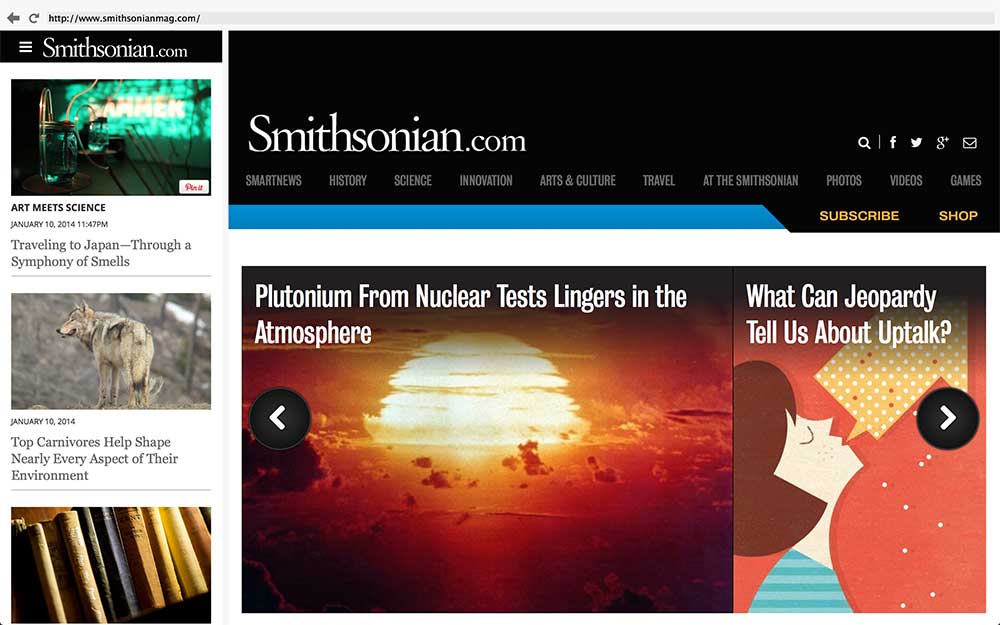 http://www.smithsonianmag.com/
Smithsonian.com
Pin it
ART MEETS SCIENCE
JANUARY 10, 2014 11:47PM
Traveling to Japan—Through a
Symphony of Smells
JANUARY 10, 2014
Top Carnivores Help Shape
Nearly Every Aspect of Their
Environment
Smithsonian.com
f
g+
SMARTNEWS HISTORY SCIENCE INNOVATION ARTS & CULTURE TRAVEL AT THE SMITHSONIAN PHOTOS VIDEOS GAMES
SUBSCRIBE SHOP
Plutonium From Nuclear Tests Lingers in the
Atmosphere
What Can Jeopardy
Tell Us About Uptalk?